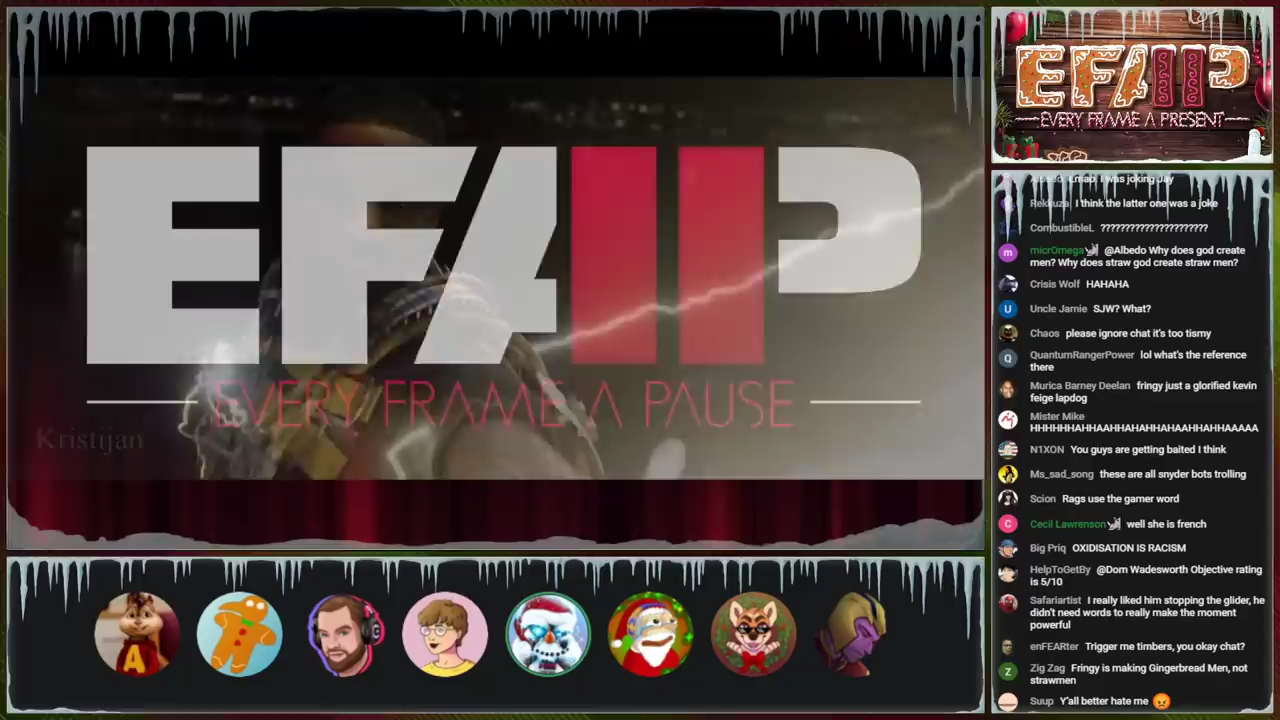 EFAP
EVERY FRAME A PAUSE
Kristijan
EFAP
EVERY FRAME A PRESENT
Lmao I was joking Jay
Rekkuza I think the latter one was a joke
CombustibleL ??????????????????????
micrOmega @Albedo Why does god create
men? Why does straw god create straw men?
Crisis Wolf HAHAHA
Uncle Jamie SJW? What?
Chaos please ignore chat it's too tismy
QuantumRangerPower lol what's the reference
there
Murica Barney Deelan fringy just a glorified kevin
feige lapdog
Mister Mike
HHHHHHAHHAAHHAHAHHAHAAHHAHHAAAAA
N1XON You guys are getting baited I think
Ms_sad_song these are all snyder bots trolling
Scion Rags use the gamer word
Cecil Lawrenson well she is french
Big Priq OXIDISATION IS RACISM
HelpToGetBy @Dom Wadesworth Objective rating
is 5/10
Safariartist I really liked him stopping the glider, he
didn't need words to really make the moment
powerful
enFEARter Trigger me timbers, you okay chat?
Zig Zag Fringy is making Gingerbread Men, not
strawmen
Suup Y'all better hate me